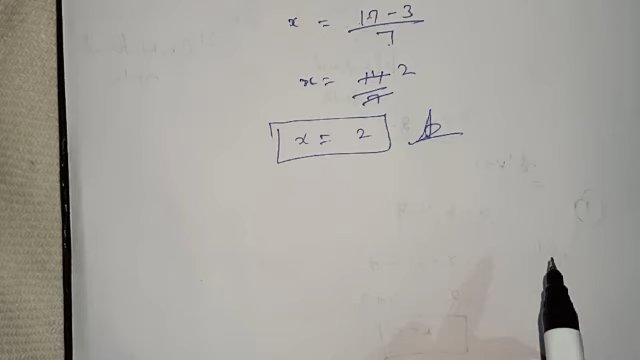 x = 17 - 3 / 7
x = 14 / 7 2
x = 2